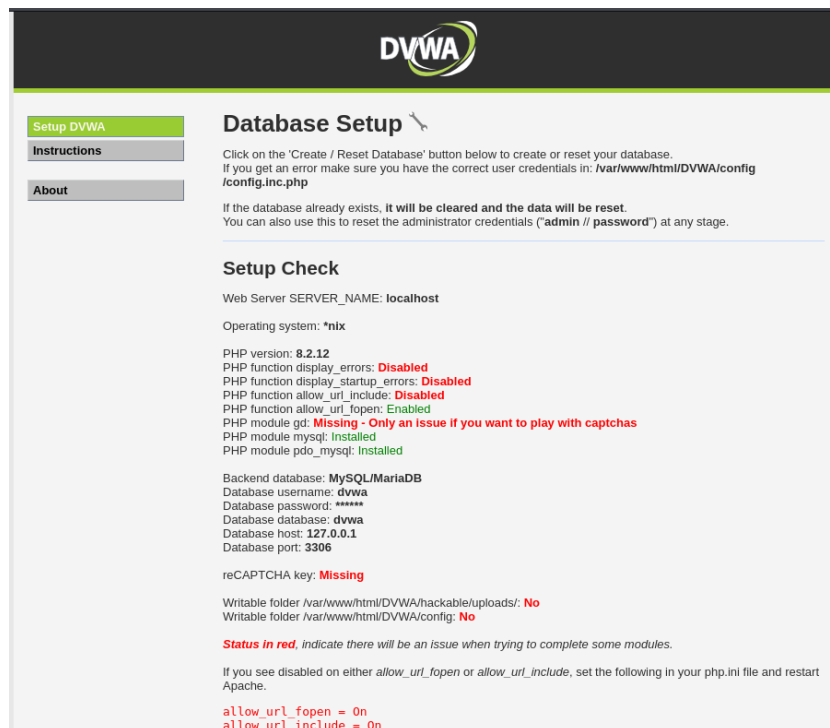 DVWA
Setup DVWA
Instructions
About
Database Setup
Click on the 'Create / Reset Database' button below to create or reset your database.
If you get an error make sure you have the correct user credentials in: /var/www/html/DVWA/config
/config.inc.php
If the database already exists, it will be cleared and the data will be reset.
You can also use this to reset the administrator credentials ("admin // password") at any stage.
Setup Check
Web Server SERVER_NAME: localhost
Operating system: *nix
PHP version: 8.2.12
PHP function display_errors: Disabled
PHP function display_startup_errors: Disabled
PHP function allow_url_include: Disabled
PHP function allow_url_fopen: Enabled
PHP module gd: Missing - Only an issue if you want to play with captchas
PHP module mysql: Installed
PHP module pdo_mysql: Installed
Backend database: MySQL/MariaDB
Database username: dvwa
Database password: ******
Database database: dvwa
Database host: 127.0.0.1
Database port: 3306
reCAPTCHA key: Missing
Writable folder /var/www/html/DVWA/hackable/uploads/: No
Writable folder /var/www/html/DVWA/config: No
Status in red, indicate there will be an issue when trying to complete some modules.
If you see disabled on either allow_url_fopen or allow_url_include, set the following in your php.ini file and restart
Apache.
allow_url_fopen = On
allow_url_include = On